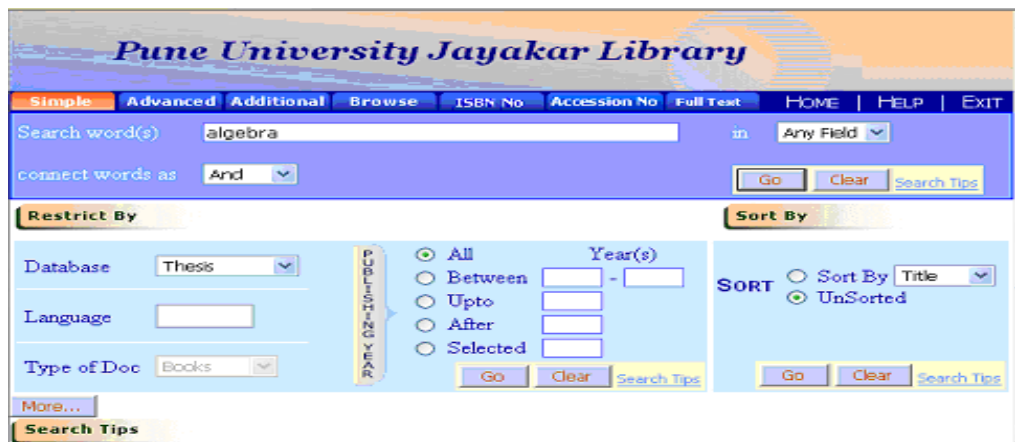 Pune University Jayakar Library
Simple Advanced Additional Browse ISBN No Accession No Full Text HOME | HELP | EXIT
Search word(s) algebra in Any Field
connect words as And
Go Clear Search Tips
Restrict By
Sort By
Database Thesis
Language
Type of Doc Books
PUBLISHING YEAR
All Year(s)
Between -
Upto
After
Selected
Go Clear Search Tips
SORT
Sort By Title
UnSorted
Go Clear Search Tips
More...
Search Tips